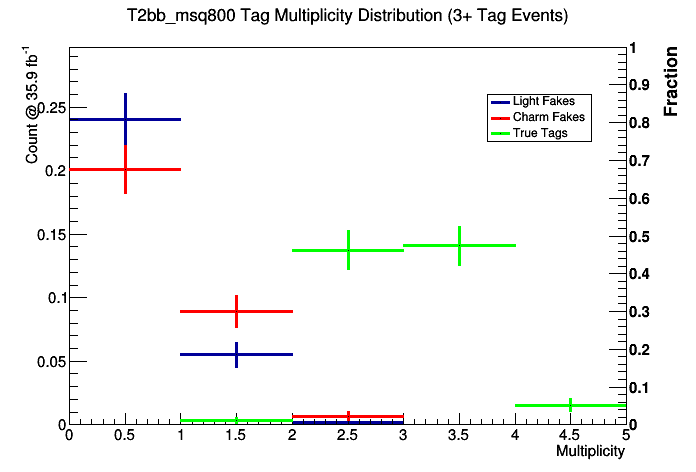 T2bb_msq800 Tag Multiplicity Distribution (3+ Tag Events)
Count @ 35.9 fb-1
0.25
0.2
0.15
0.1
0.05
0
Light Fakes
Charm Fakes
True Tags
Fraction
1
0.9
0.8
0.7
0.6
0.5
0.4
0.3
0.2
0.1
0
0 0.5 1 1.5 2 2.5 3 3.5 4 4.5 5
Multiplicity